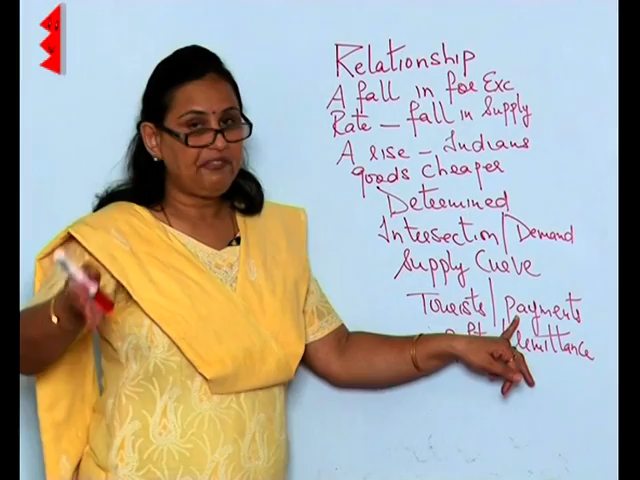 Relationship
A fall in for Exc
Rate – fall in Supply
A rise – Indians
goods cheaper
Determined
Intersection / Demand
Supply Curve
Tourists | Payments
Remittance